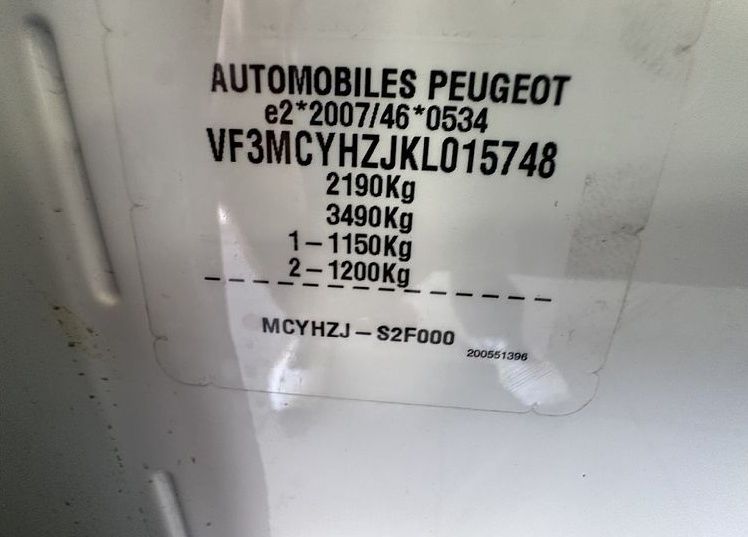 AUTOMOBILES PEUGEOT
e2*2007/46*0534
VF3MCYHZJKL015748
2190Kg
3490Kg
1-1150Kg
2-1200Kg
MCYHZJ-S2F000
200551396